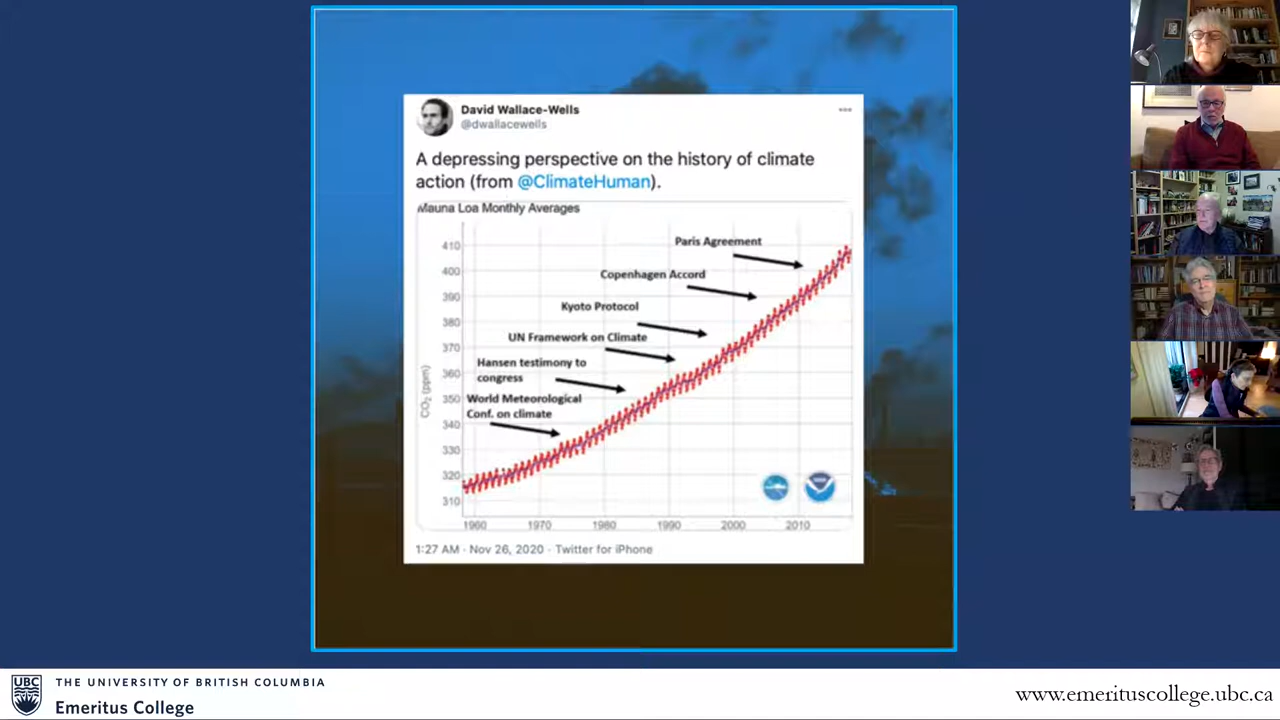 David Wallace-Wells
@dwallacewells
A depressing perspective on the history of climate
action (from @ClimateHuman).
Mauna Loa Monthly Averages
CO2 (ppm)
410
400
390
380
370
360
350
340
330
320
310
Paris Agreement
Copenhagen Accord
Kyoto Protocol
UN Framework on Climate
Hansen testimony to
congress
World Meteorological
Conf. on climate
1960 1970 1980 1990 2000 2010
1:27 AM · Nov 26, 2020 · Twitter for iPhone
UBC
THE UNIVERSITY OF BRITISH COLUMBIA
Emeritus College
www.emerituscollege.ubc.ca